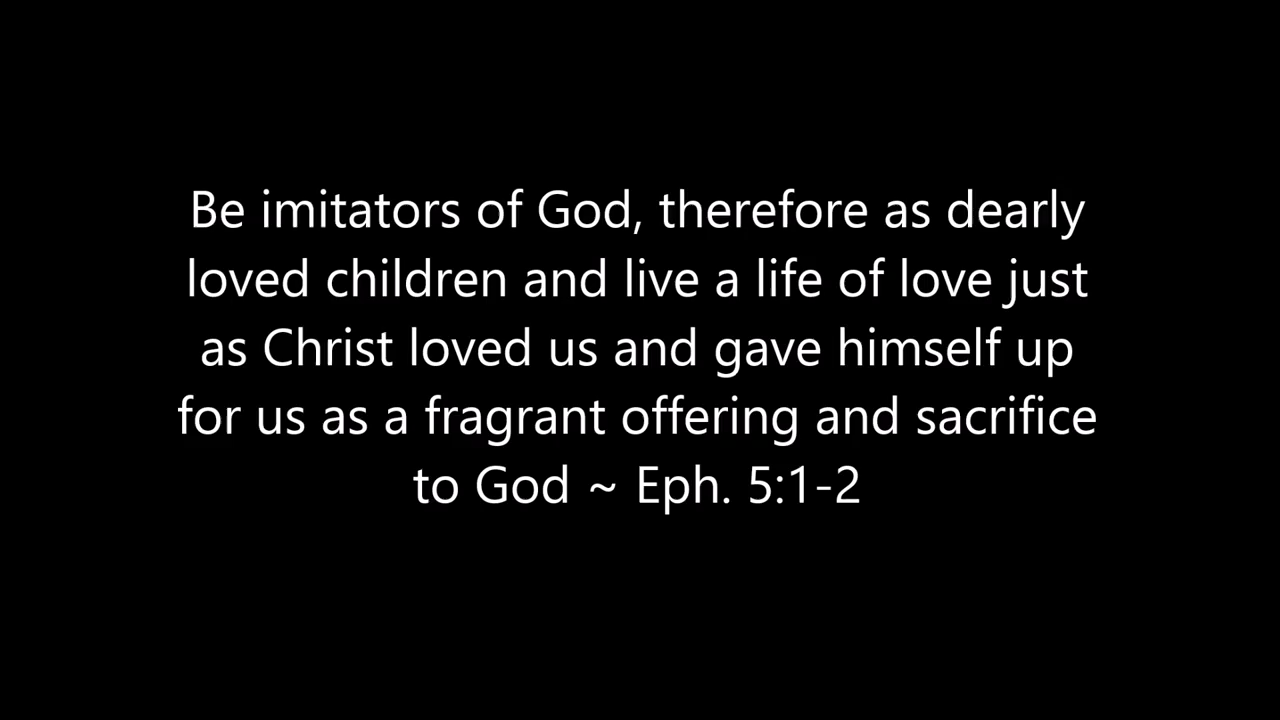 Be imitators of God, therefore as dearly
loved children and live a life of love just
as Christ loved us and gave himself up
for us as a fragrant offering and sacrifice
to God ~ Eph. 5:1-2